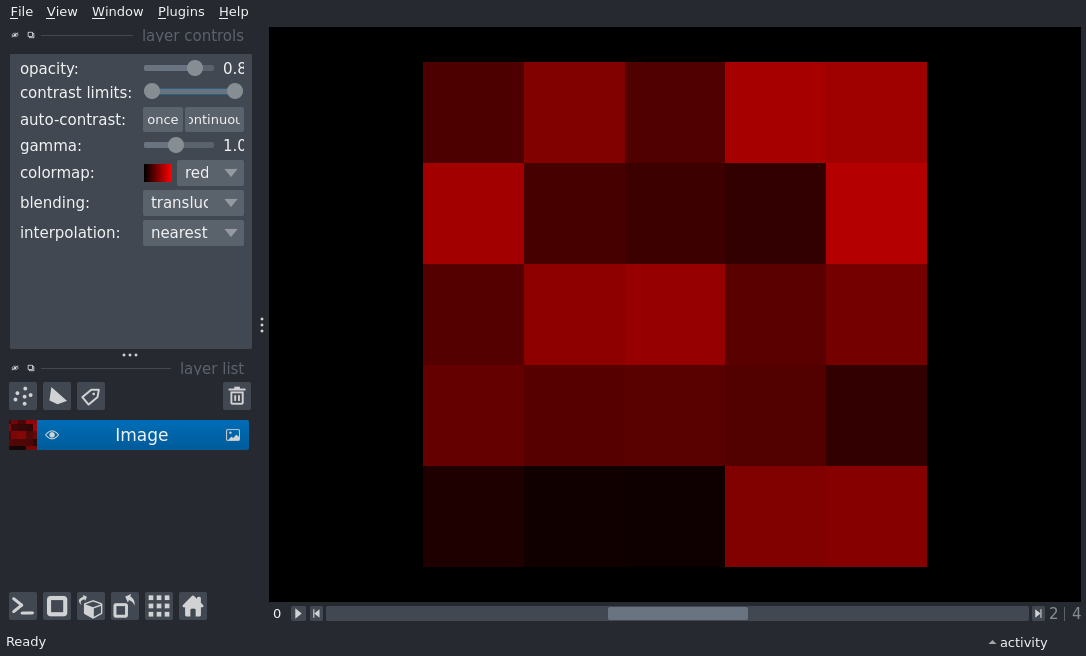 File View Window Plugins Help
layer controls
opacity: 0.8
contrast limits:
auto-contrast: once ontinuou
gamma: 1.0
colormap: red
blending: transluc
interpolation: nearest
layer list
Image
0 2 | 4
Ready activity